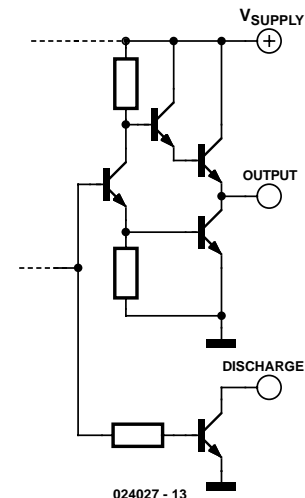 VSUPPLY
+
OUTPUT
DISCHARGE
024027 - 13